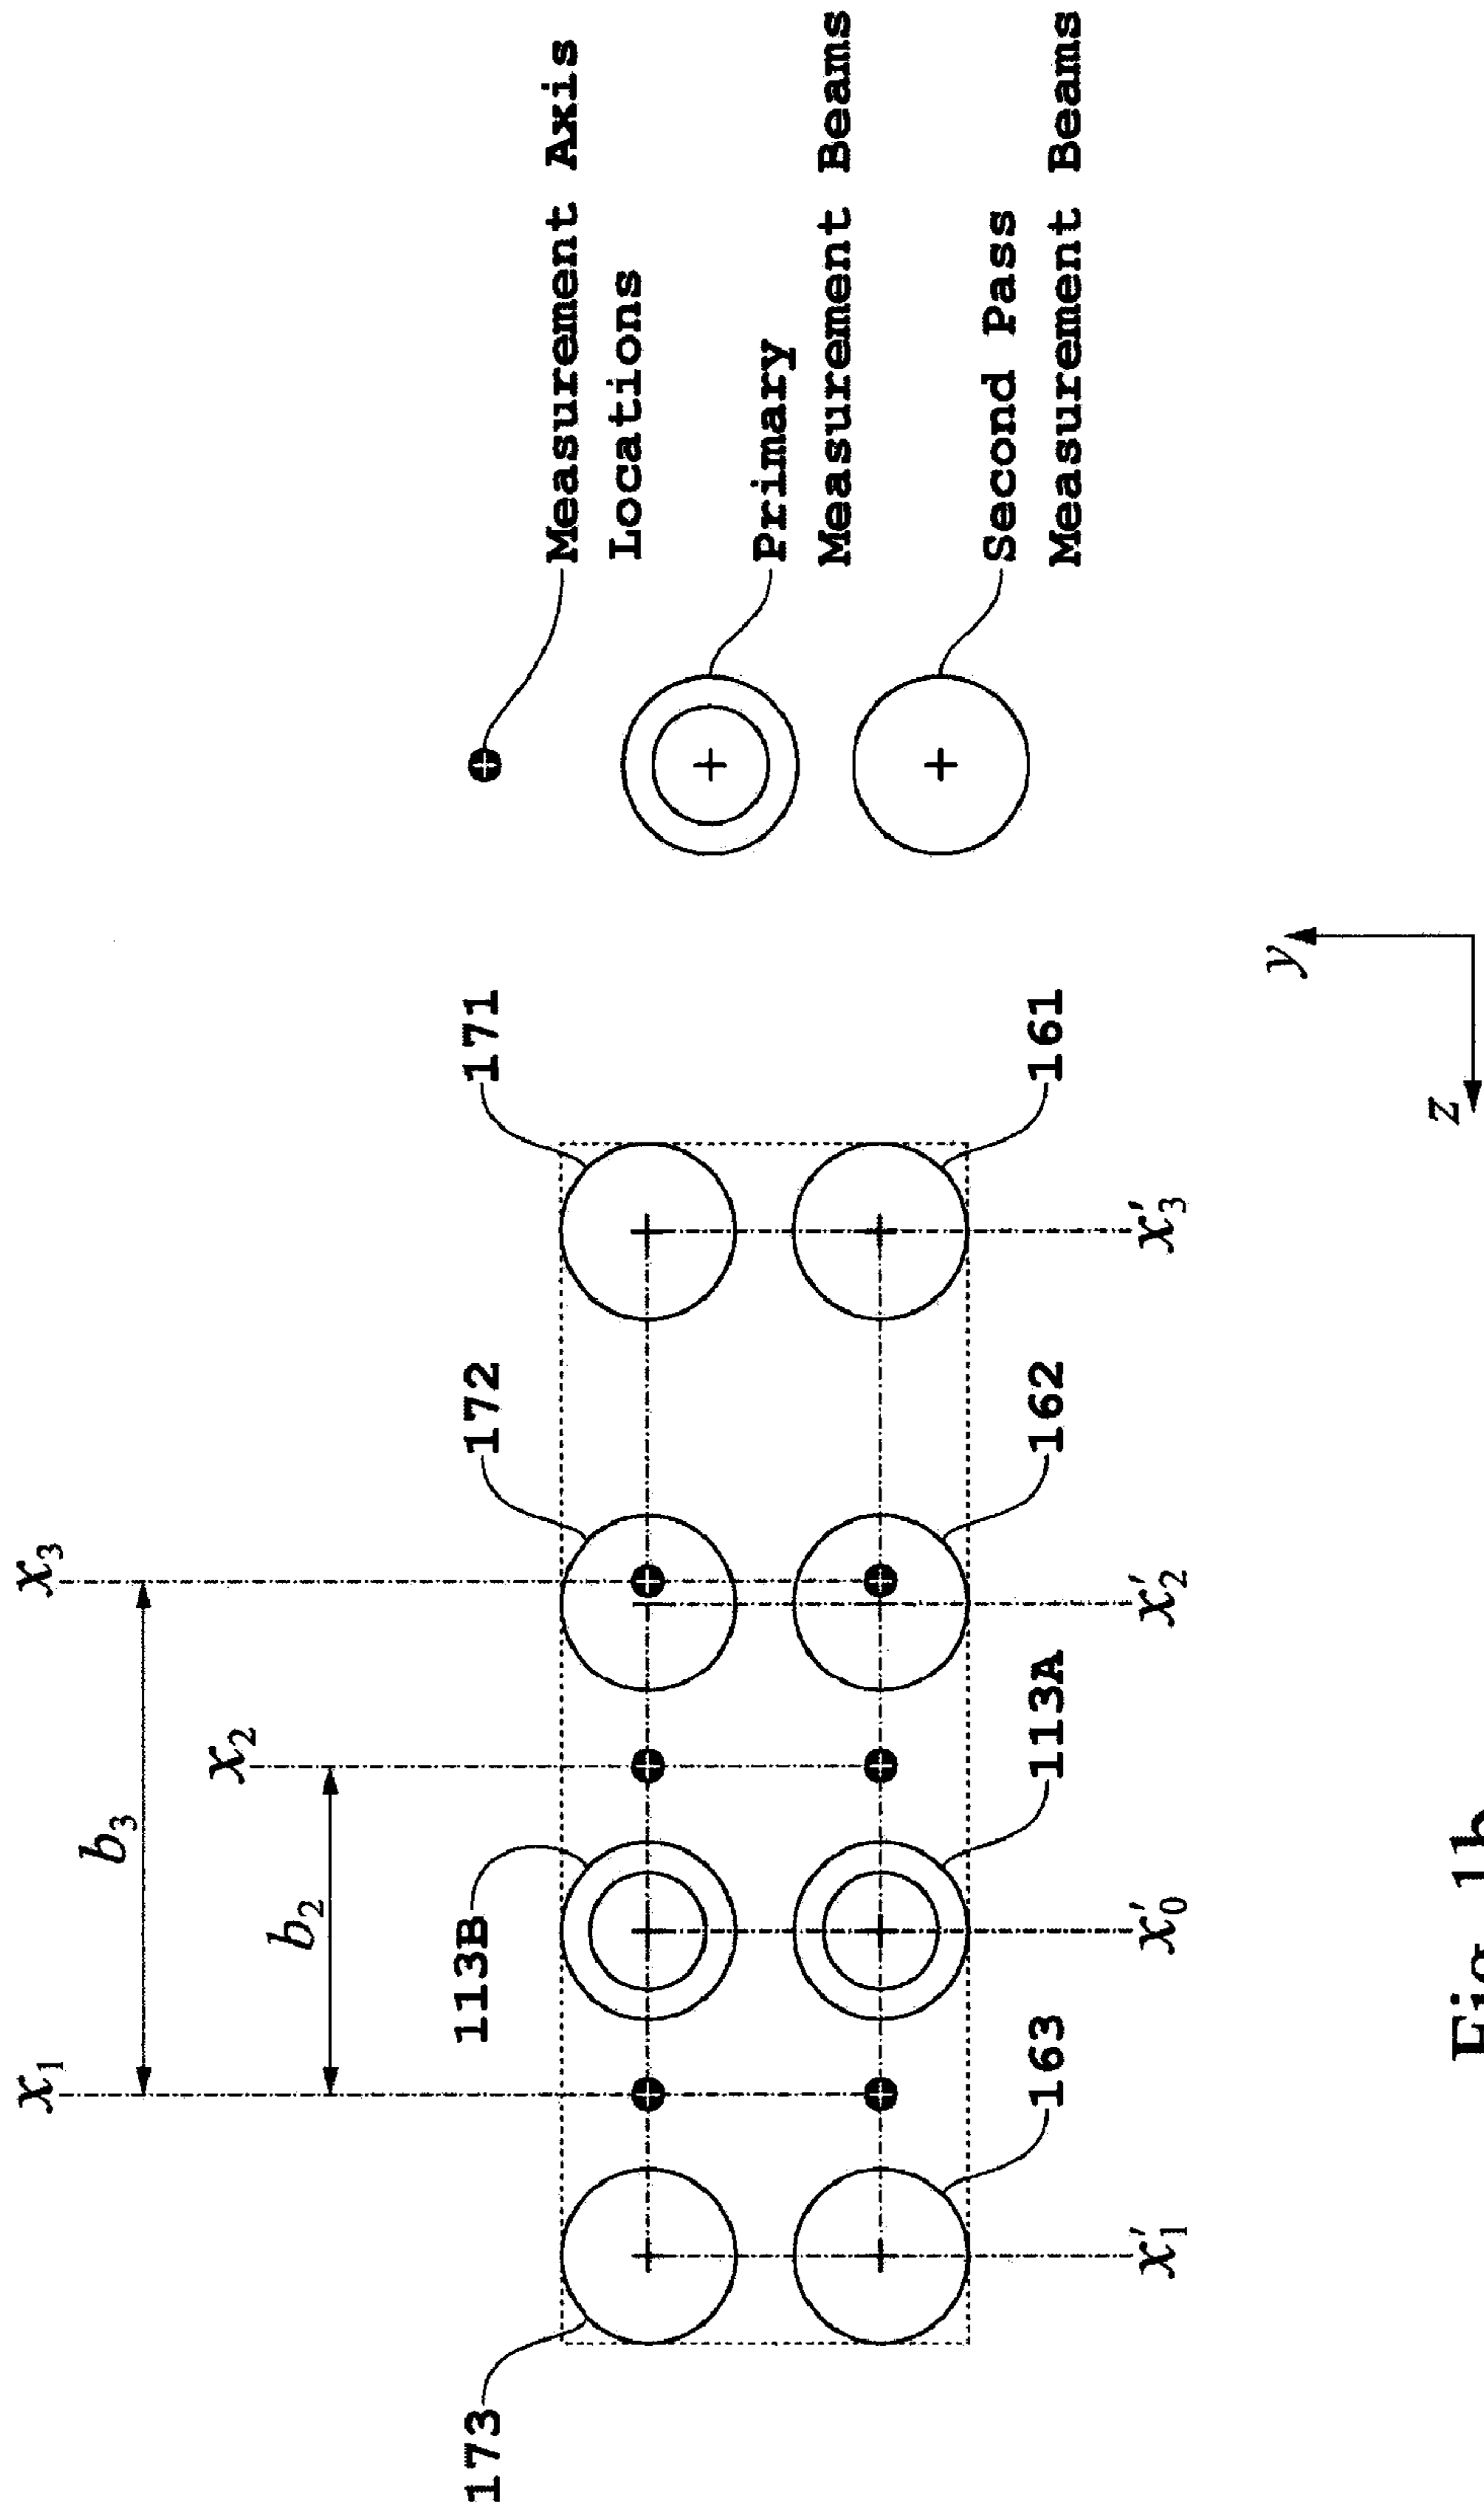 x₁
x₃
b₃
x₂
b₂
173
113B
172
171
163
113A
162
161
x'₁
x'₀
x'₂
x'₃
y
z
Measurement Axis
Locations
Primary
Measurement Beams
Second Pass
Measurement Beams